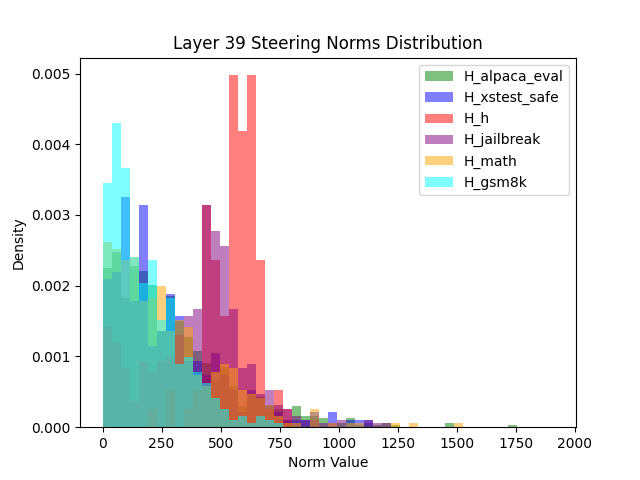 Layer 39 Steering Norms Distribution
0.005
0.004
0.003
0.002
0.001
0.000
Density
H_alpaca_eval
H_xstest_safe
H_h
H_jailbreak
H_math
H_gsm8k
0 250 500 750 1000 1250 1500 1750 2000
Norm Value